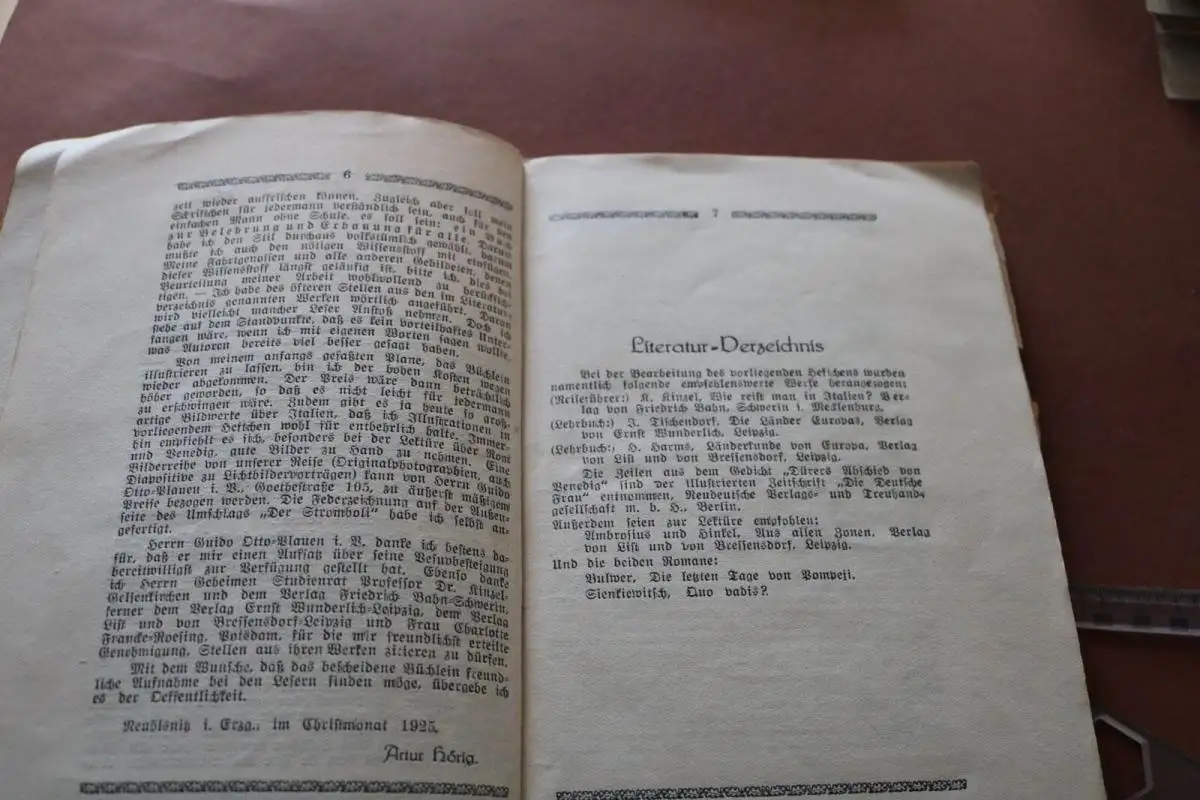 6
zeit wieder auffrischen können. Zugleich aber soll mein
Schriftchen für jedermann verständlich sein, auch für den
einfachen Mann ohne Schule, es soll sein: ein Buch
zur Belehrung und Erbauung für alle. Darum
habe ich den Stil durchaus volkstümlich gewählt, darum
mußte ich auch den nötigen Wissensstoff mit einfügen.
Meine Fahrtgenossen und alle anderen Gebildeten, denen
dieser Wissensstoff längst geläufig ist, bitte ich, dies bei
Beurteilung meiner Arbeit wohlwollend zu berücksich-
tigen. — Ich habe des öfteren Stellen aus den im Literatur-
verzeichnis genannten Werken wörtlich angeführt. Daran
wird vielleicht mancher Leser Anstoß nehmen. Doch ich
stehe auf dem Standpunkte, daß es kein vorteilhaftes Unter-
fangen wäre, wenn ich mit eigenen Worten sagen wollte,
was Autoren bereits viel besser gesagt haben.
Von meinem anfangs gefaßten Plane, das Büchlein
illustrieren zu lassen, bin ich der hohen Kosten wegen
wieder abgekommen. Der Preis wäre dann beträchtlich
höher geworden, so daß es nicht leicht für jedermann
zu erschwingen wäre. Zudem gibt es ja heute so groß-
artige Bildwerke über Italien, daß ich Illustrationen in
vorliegendem Heftchen wohl für entbehrlich halte. Immer-
hin empfiehlt es sich, besonders bei der Lektüre über Rom
und Venedig, gute Bilder zu Hand zu nehmen. Eine
Bilderreihe von unserer Reise (Originalphotographien, auch
Diapositive zu Lichtbildervorträgen) kann von Herrn Guido
Otto-Plauen i. V., Goethestraße 105, zu äußerst mäßigem
Preise bezogen werden. Die Federzeichnung auf der Außen-
seite des Umschlags „Der Stromboli“ habe ich selbst an-
gefertigt.
Herrn Guido Otto-Plauen i. V. danke ich bestens da-
für, daß er mir einen Aufsatz über seine Vesuvbesteigung
bereitwilligst zur Verfügung gestellt hat. Ebenso danke
ich Herrn Geheimen Studienrat Professor Dr. Kinzel-
Gelsenkirchen und dem Verlag Friedrich Bahn-Schwerin,
ferner dem Verlag Ernst Wunderlich-Leipzig, dem Verlag
List und von Bressensdorf-Leipzig und Frau Charlotte
Francke-Roesing, Potsdam, für die mir freundlichst erteilte
Genehmigung, Stellen aus ihren Werken zitieren zu dürfen.
Mit dem Wunsche, daß das bescheidene Büchlein freund-
liche Aufnahme bei den Lesern finden möge, übergebe ich
es der Oeffentlichkeit.
i. Erzg., im Christmonat 1925.
Artur Hörig.
7
Literatur-Verzeichnis
Bei der Bearbeitung des vorliegenden Heftchens wurden
namentlich folgende empfehlenswerte Werke herangezogen:
(Reiseführer:) K. Kinzel, Wie reist man in Italien? Ver-
lag von Friedrich Bahn, Schwerin i. Mecklenburg.
(Lehrbuch:) J. Tischendorf, Die Länder Europas, Verlag
von Ernst Wunderlich, Leipzig.
(Lehrbuch:) H. Harms, Länderkunde von Europa, Verlag
von List und von Bressensdorf, Leipzig.
Die Zeilen aus dem Gedicht „Dürers Abschied von
Venedig“ sind der Illustrierten Zeitschrift „Die Deutsche
Frau“ entnommen, Neudeutsche Verlags- und Treuhand-
gesellschaft m. b. H., Berlin.
Außerdem seien zur Lektüre empfohlen:
Ambrosius und Hinkel, Aus allen Zonen, Verlag
von List und von Bressensdorf, Leipzig.
Und die beiden Romane:
Bulwer, Die letzten Tage von Pompeji.
Sienkiewitsch, Quo vadis?